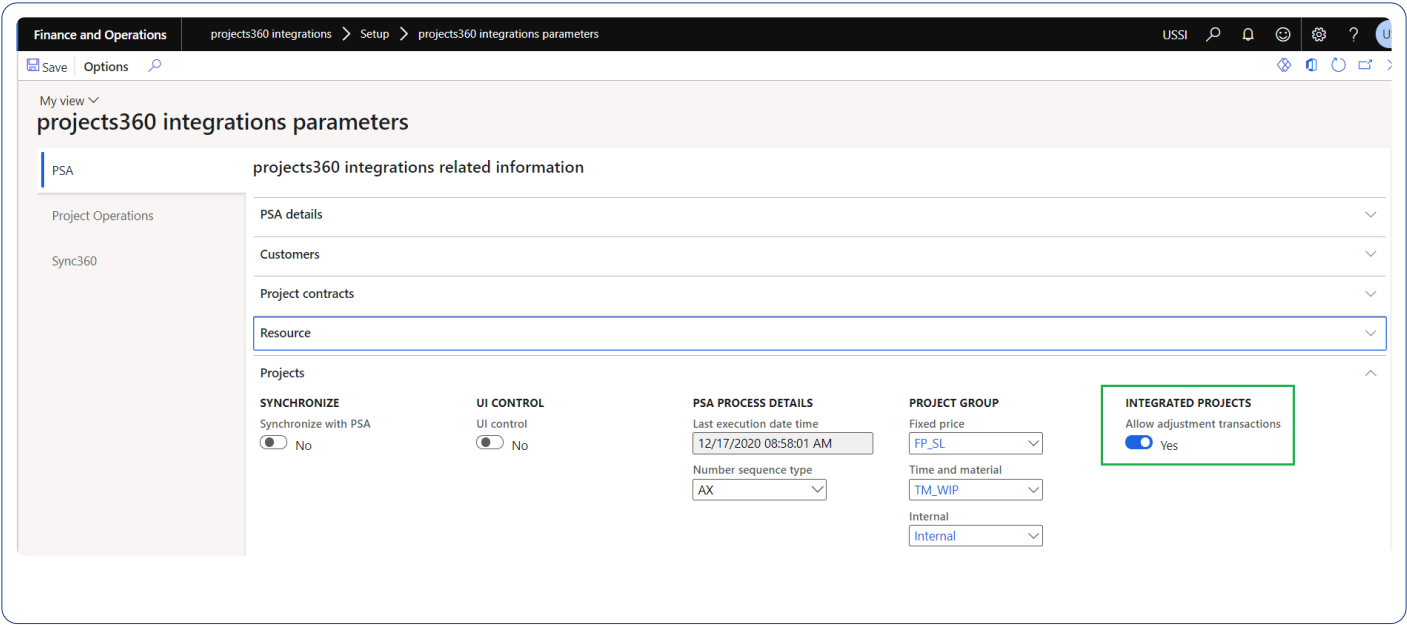 Finance and Operations projects360 integrations Setup projects360 integrations parameters USSI ?
Save Options
My view
projects360 integrations parameters
PSA
Project Operations
Sync360
projects360 integrations related information
PSA details
Customers
Project contracts
Resource
Projects
SYNCHRONIZE
Synchronize with PSA
No
UI CONTROL
UI control
No
PSA PROCESS DETAILS
Last execution date time
12/17/2020 08:58:01 AM
Number sequence type
AX
PROJECT GROUP
Fixed price
FP_SL
Time and material
TM_WIP
Internal
Internal
INTEGRATED PROJECTS
Allow adjustment transactions
Yes